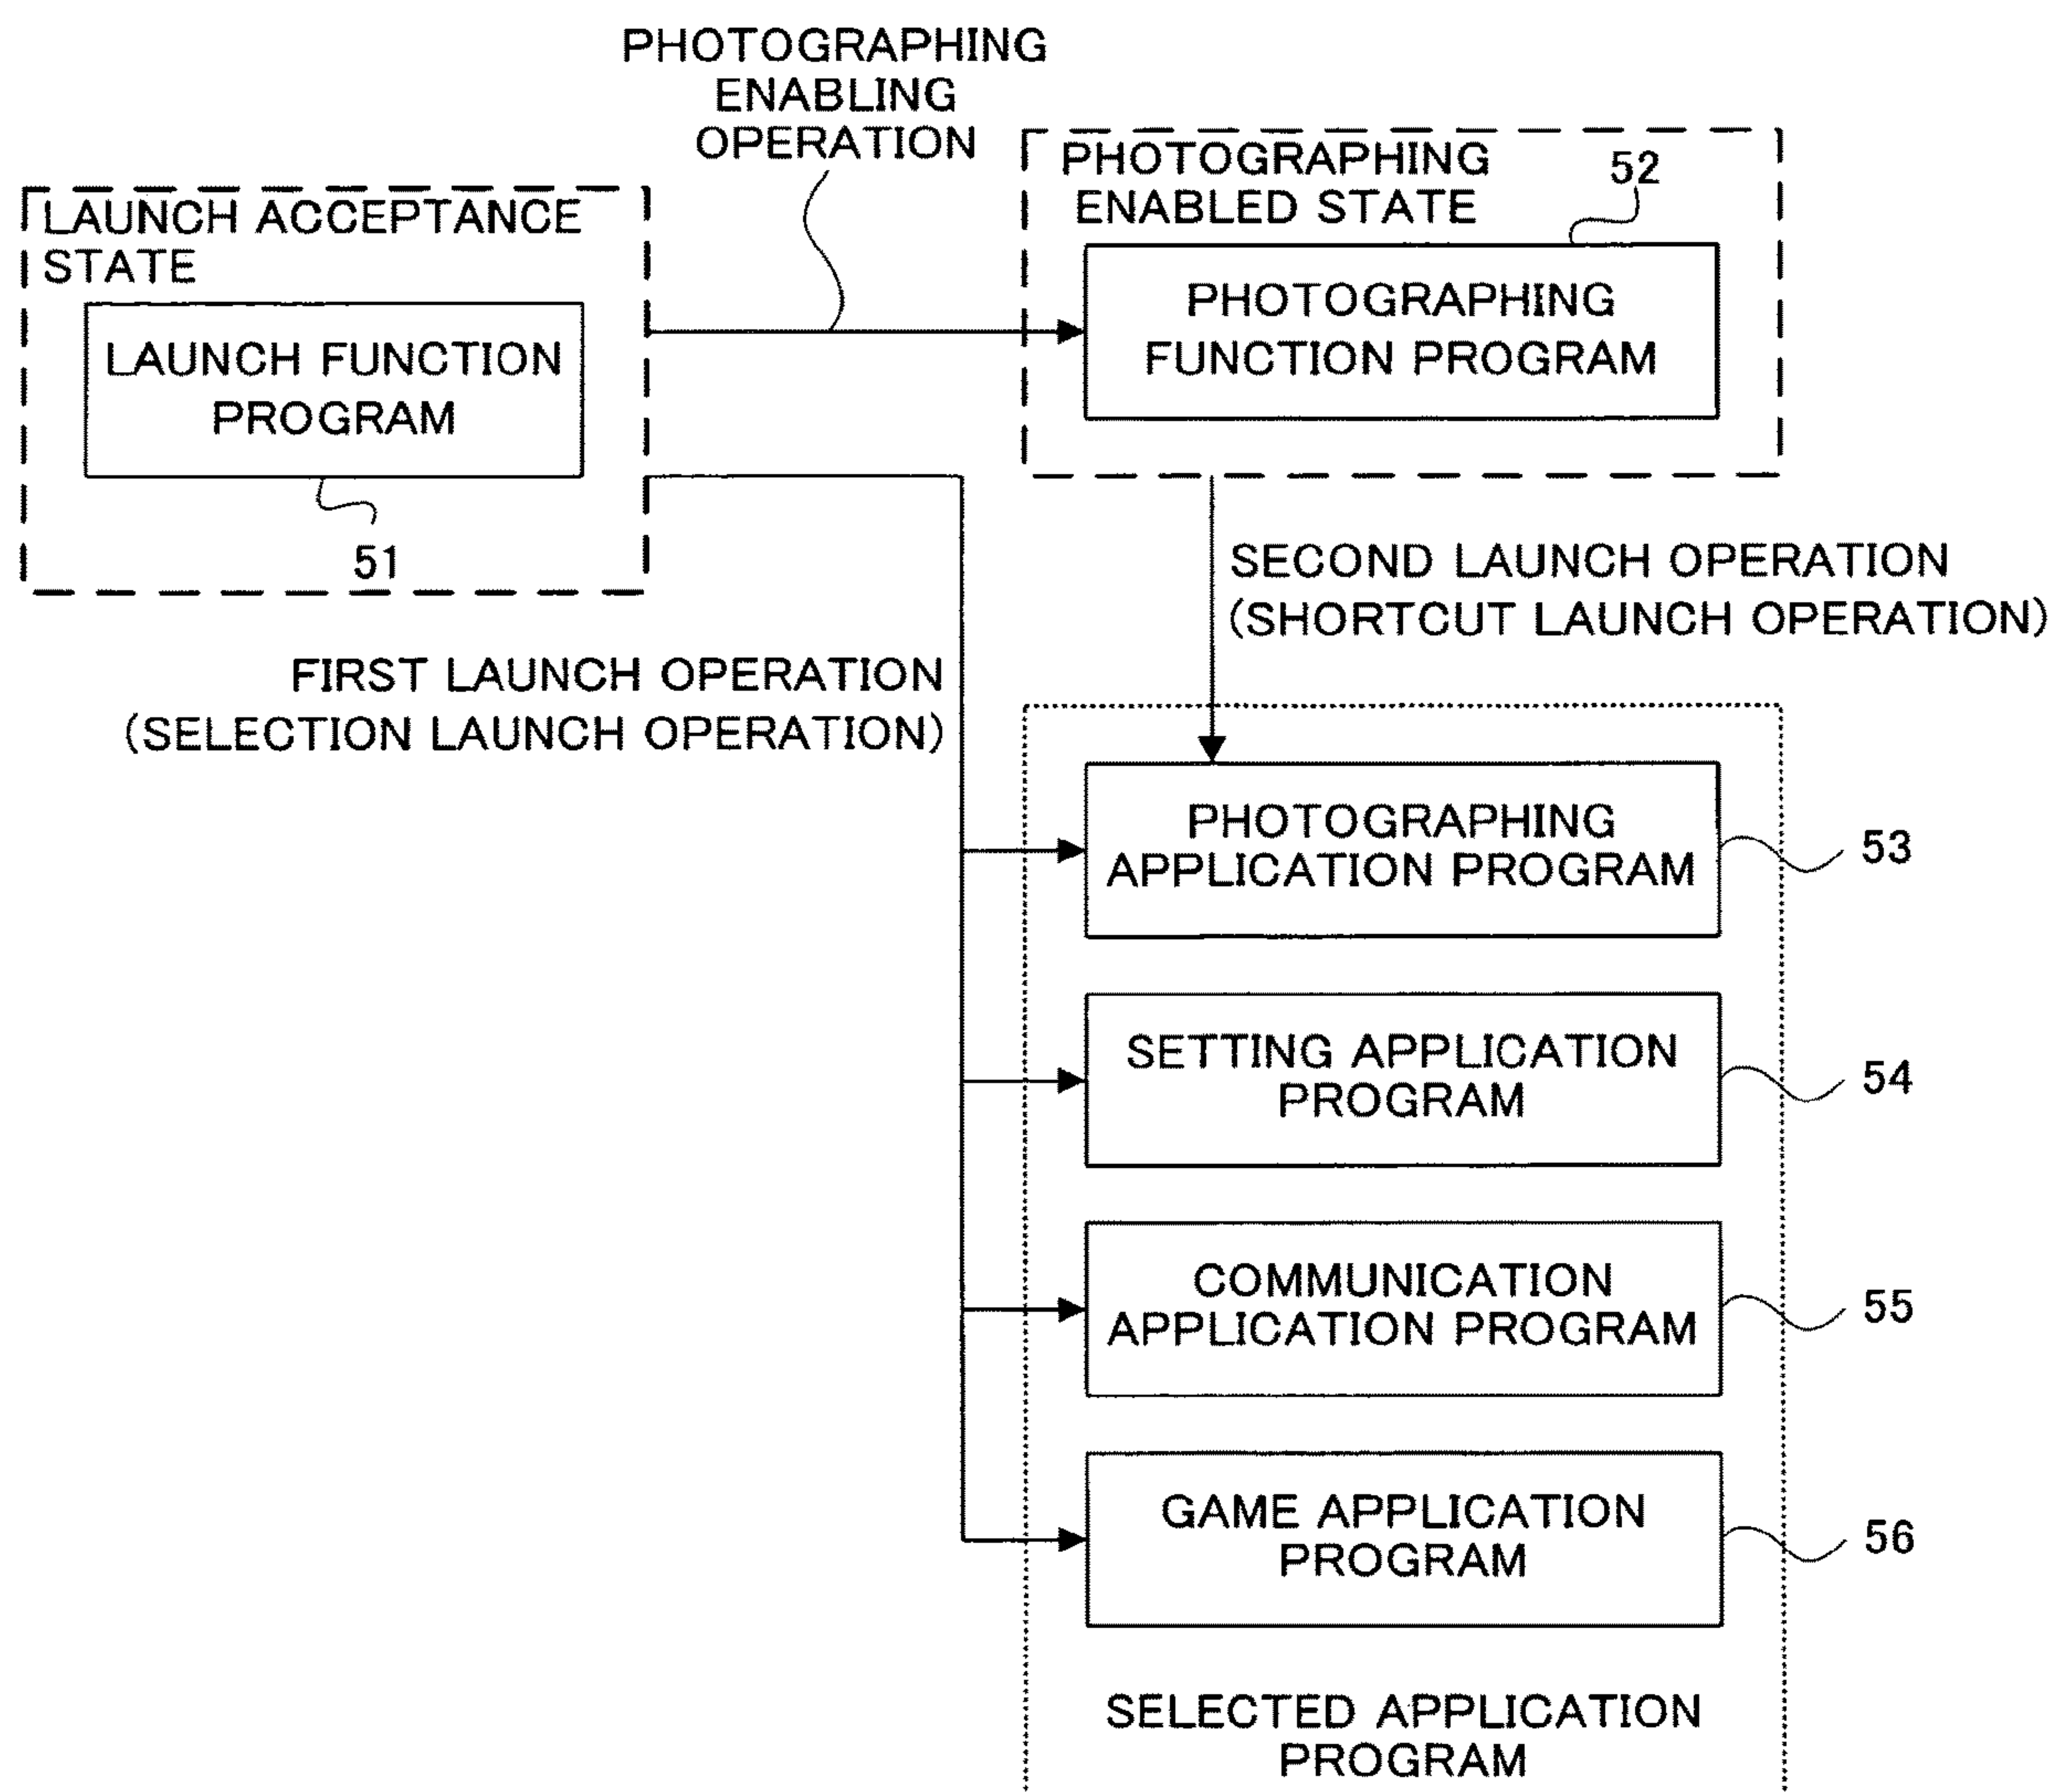 PHOTOGRAPHING
ENABLING
OPERATION
LAUNCH ACCEPTANCE
STATE
LAUNCH FUNCTION
PROGRAM
51
PHOTOGRAPHING
ENABLED STATE
52
PHOTOGRAPHING
FUNCTION PROGRAM
SECOND LAUNCH OPERATION
(SHORTCUT LAUNCH OPERATION)
FIRST LAUNCH OPERATION
(SELECTION LAUNCH OPERATION)
PHOTOGRAPHING
APPLICATION PROGRAM
53
SETTING APPLICATION
PROGRAM
54
COMMUNICATION
APPLICATION PROGRAM
55
GAME APPLICATION
PROGRAM
56
SELECTED APPLICATION
PROGRAM